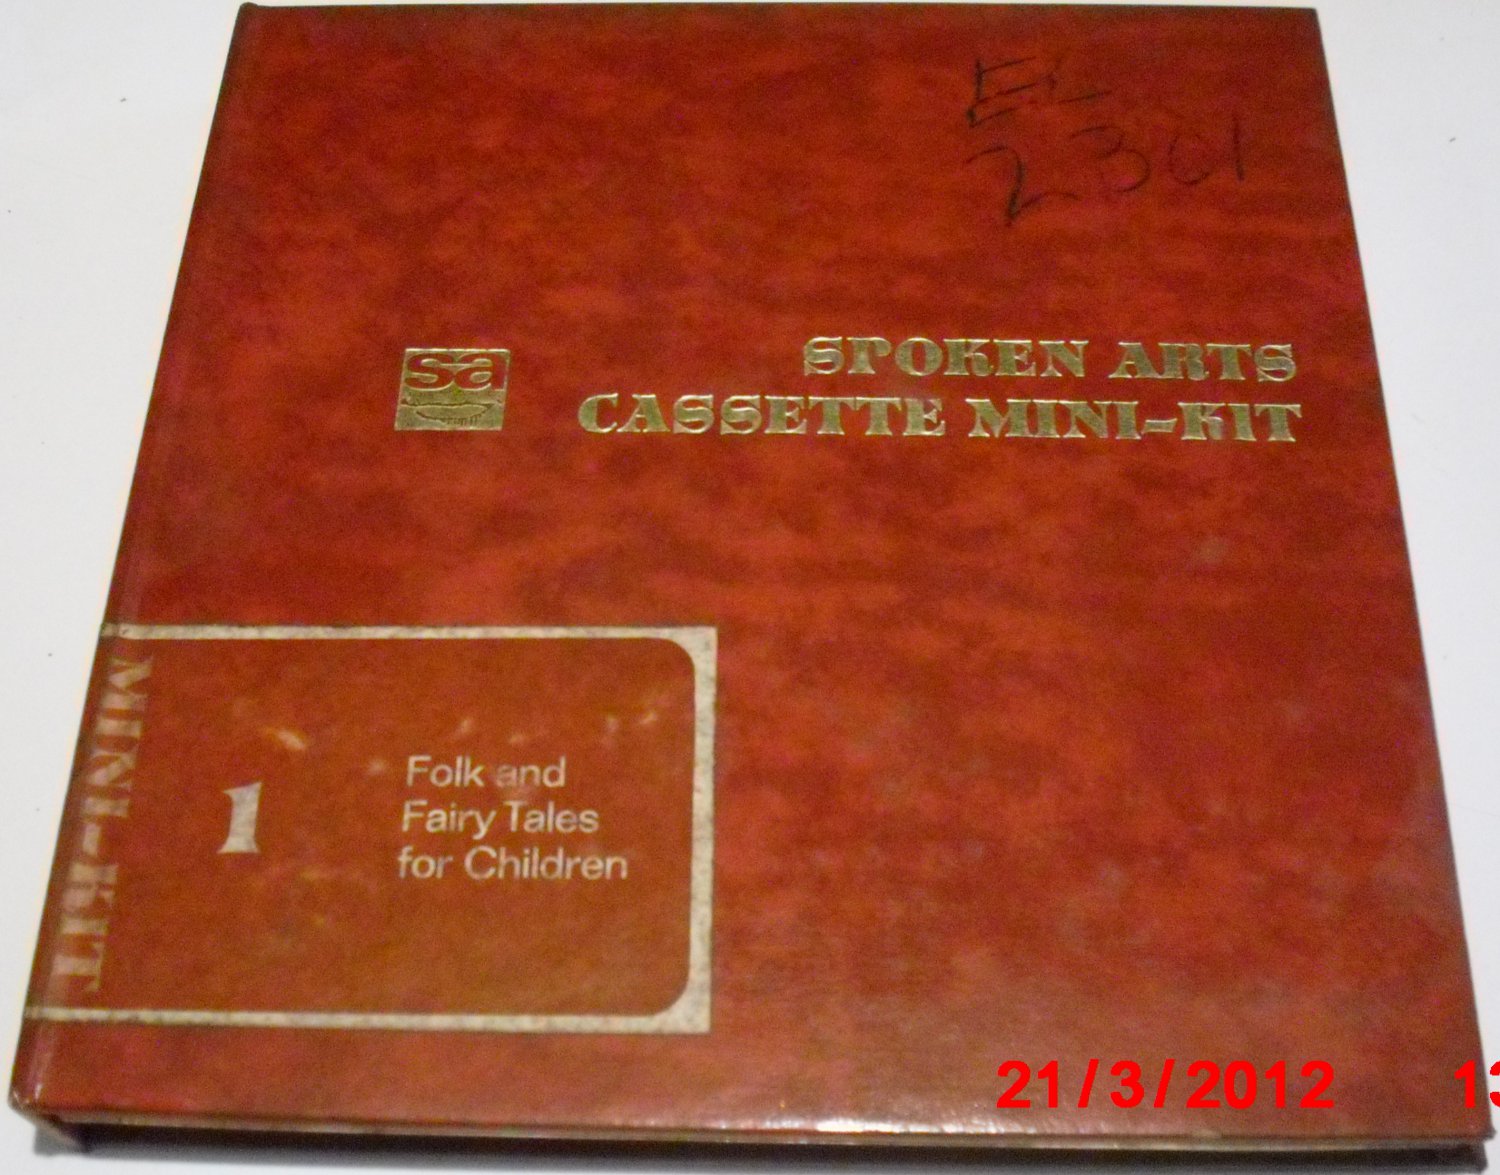 EL
2301
sa
SPOKEN ARTS
CASSETTE MINI-KIT
MINI-KIT
1
Folk and
Fairy Tales
for Children
21/3/2012 13